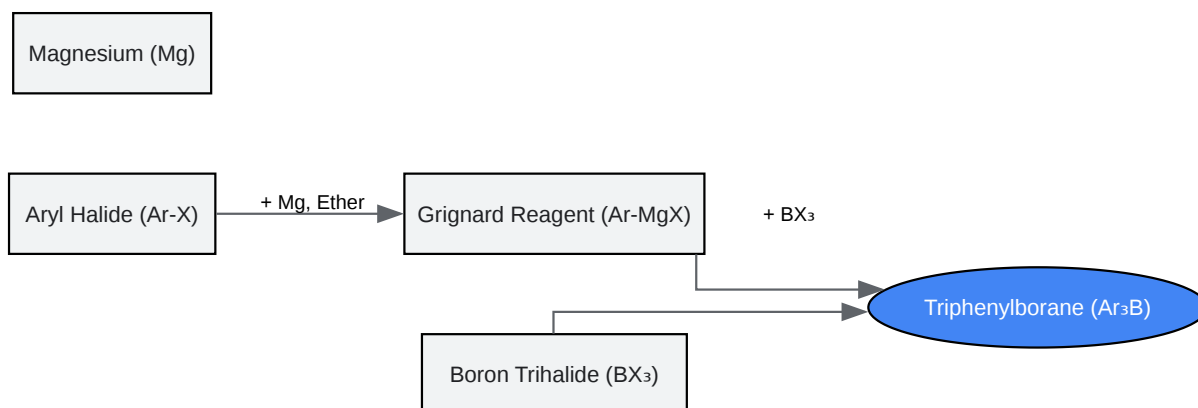 Magnesium (Mg)
Aryl Halide (Ar-X)
+ Mg, Ether
Grignard Reagent (Ar-MgX)
+ BX₃
Triphenylborane (Ar₃B)
Boron Trihalide (BX₃)